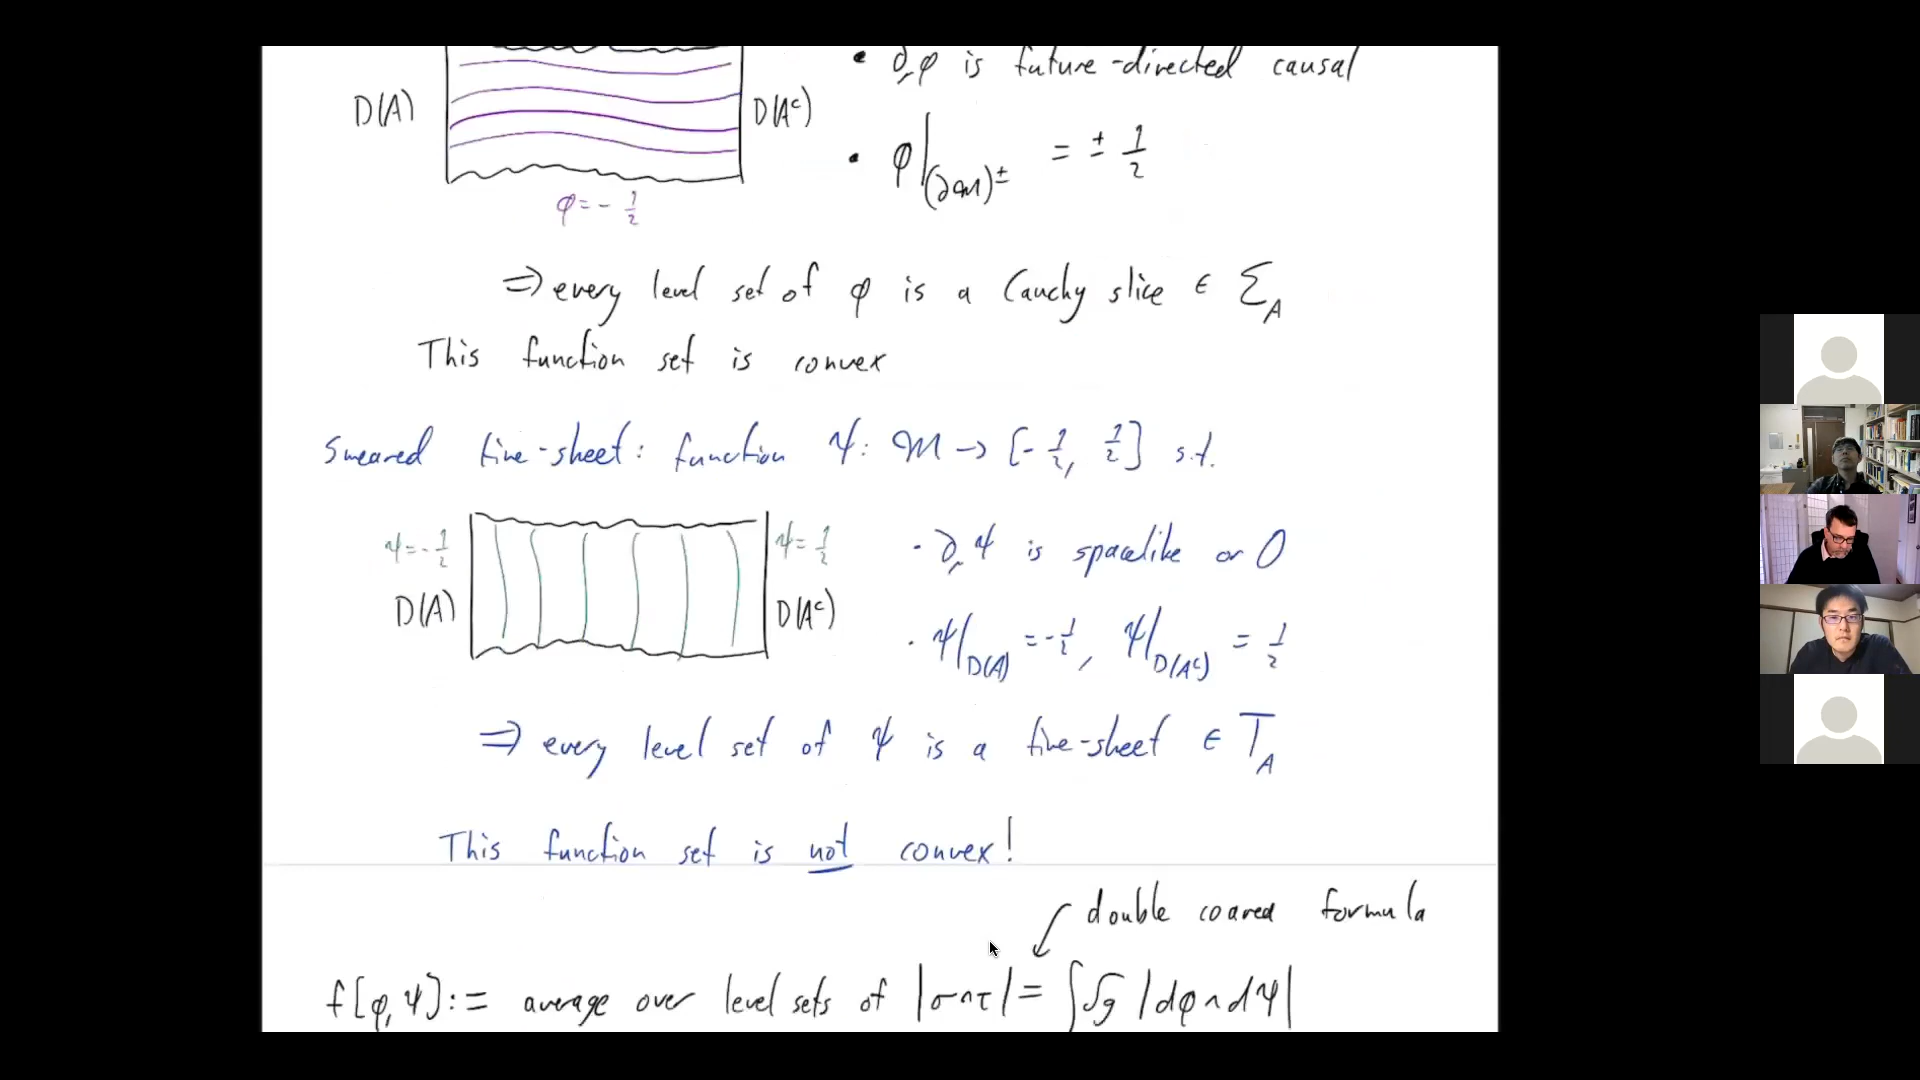 • ∂_μ φ is future-directed causal
D(A) D(A^c)
• φ|_(∂M)^± = ± 1/2
φ = - 1/2
⇒ every level set of φ is a Cauchy slice ∈ Σ_A
This function set is convex
Smeared time-sheet: function ψ: M → [-1/2, 1/2] s.t.
ψ = -1/2 ψ = 1/2
D(A) D(A^c)
· ∂_μ ψ is spacelike or 0
· ψ|_D(A) = -1/2, ψ|_D(A^c) = 1/2
⇒ every level set of ψ is a time-sheet ∈ T_A
This function set is not convex!
double coarea formula
f[φ, ψ] := average over level sets of |σ∩τ| = ∫√g |dφ∧dψ|